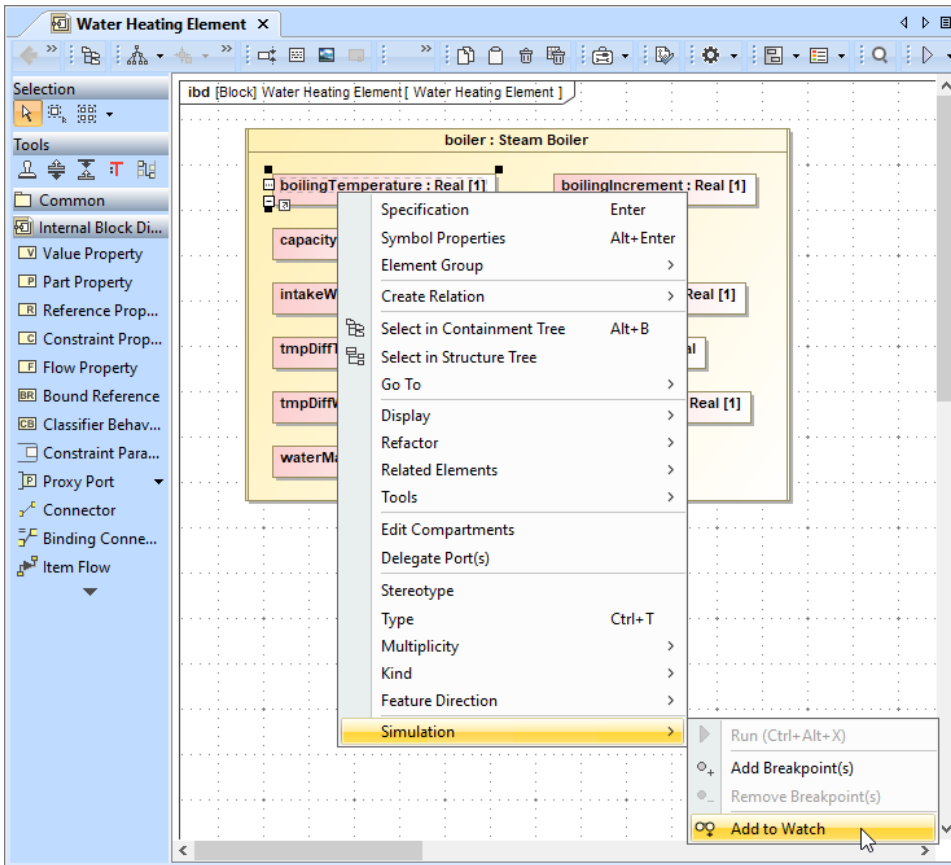 Water Heating Element ×
Selection
Tools
Common
Internal Block Di...
Value Property
Part Property
Reference Prop...
Constraint Prop...
Flow Property
Bound Reference
Classifier Behav...
Constraint Para...
Proxy Port
Connector
Binding Conne...
Item Flow
ibd [Block] Water Heating Element [ Water Heating Element ]
boiler : Steam Boiler
boilingTemperature : Real [1]
boilingIncrement : Real [1]
capacity
intakeW
Real [1]
tmpDiffT
al
tmpDiffW
Real [1]
waterMa
Specification Enter
Symbol Properties Alt+Enter
Element Group
Create Relation
Select in Containment Tree Alt+B
Select in Structure Tree
Go To
Display
Refactor
Related Elements
Tools
Edit Compartments
Delegate Port(s)
Stereotype
Type Ctrl+T
Multiplicity
Kind
Feature Direction
Simulation
Run (Ctrl+Alt+X)
Add Breakpoint(s)
Remove Breakpoint(s)
Add to Watch